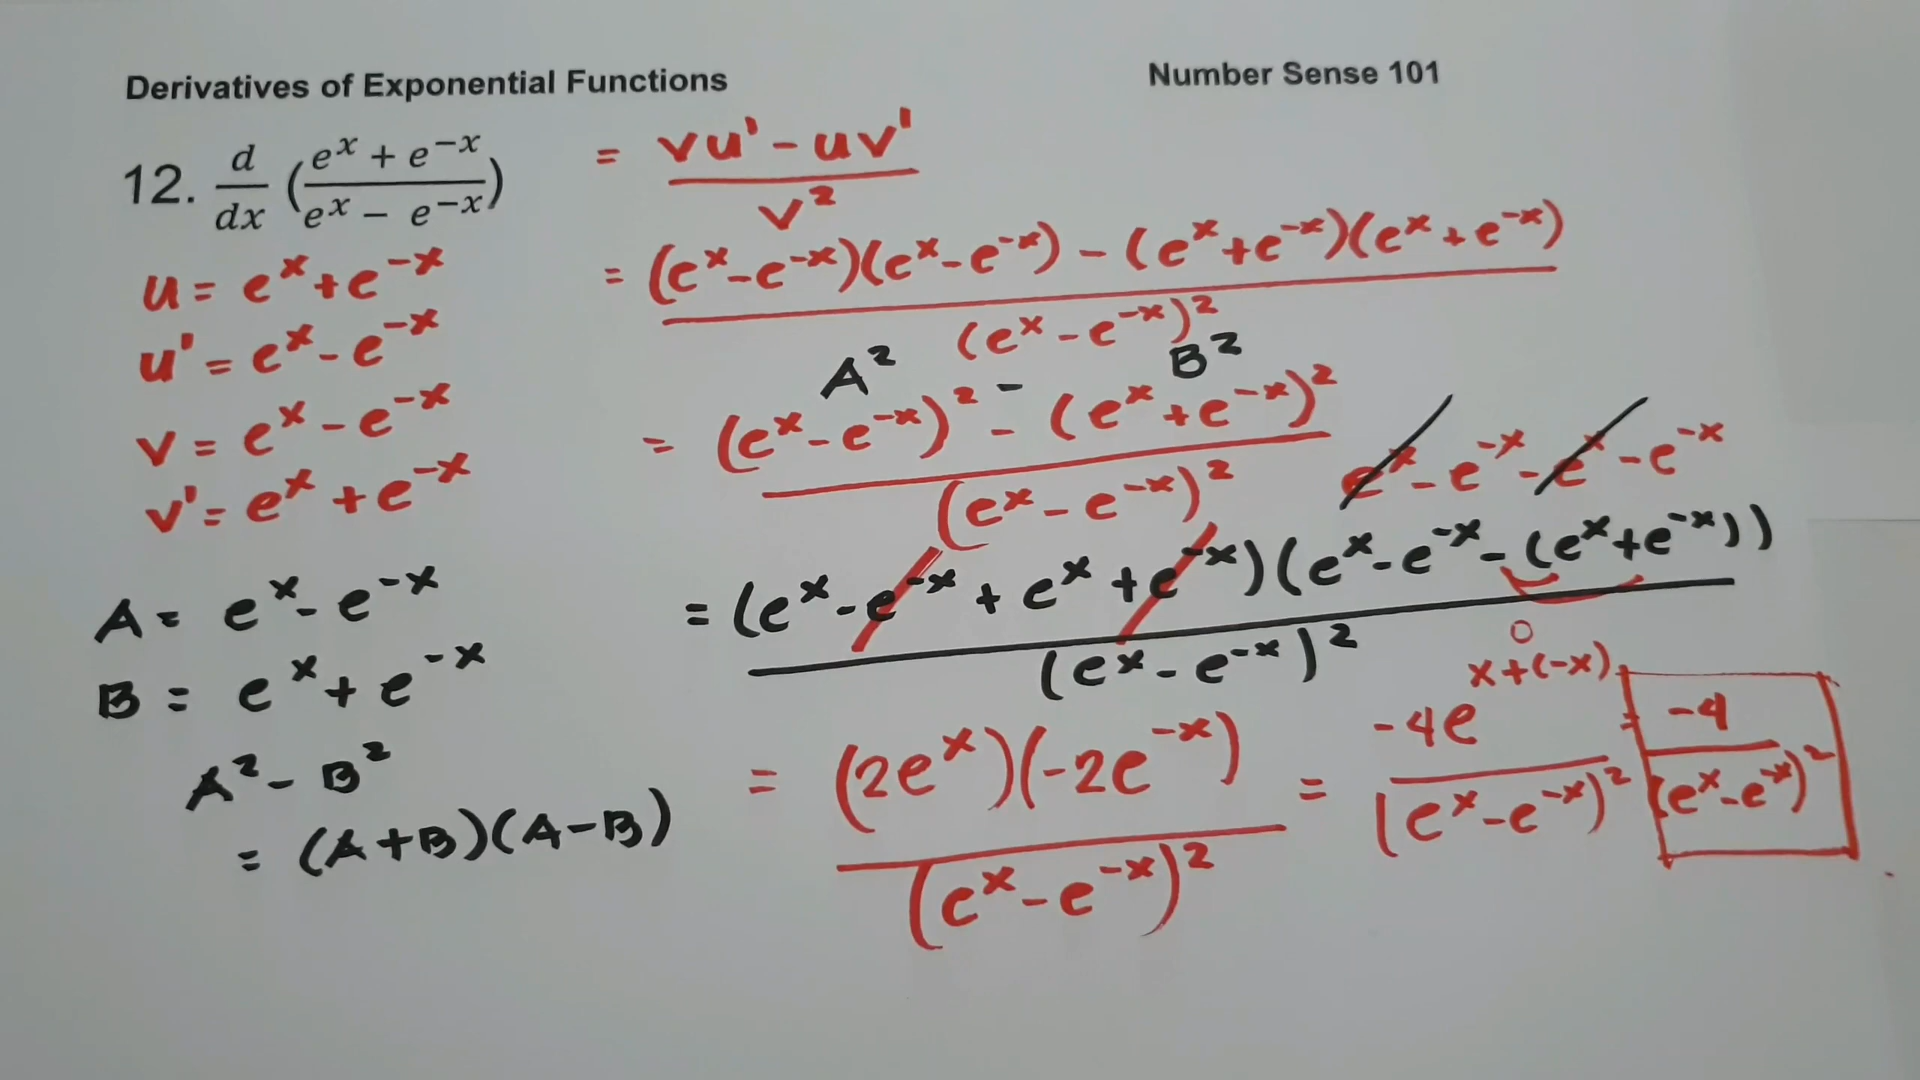 Derivatives of Exponential Functions
Number Sense 101
12. d/dx (e^x + e^-x / e^x - e^-x)
= vu' - uv' / v^2
u = e^x + e^-x
u' = e^x - e^-x
v = e^x - e^-x
v' = e^x + e^-x
= (e^x - e^-x)(e^x - e^-x) - (e^x + e^-x)(e^x + e^-x) / (e^x - e^-x)^2
A^2 - B^2
= (e^x - e^-x)^2 - (e^x + e^-x)^2 / (e^x - e^-x)^2
e^x - e^-x - e^x - e^-x
= (e^x - e^-x + e^x + e^-x)(e^x - e^-x - (e^x + e^-x)) / (e^x - e^-x)^2
A = e^x - e^-x
B = e^x + e^-x
A^2 - B^2
= (A+B)(A-B)
0
= (2e^x)(-2e^-x) / (e^x - e^-x)^2 = -4e^x+(-x) / (e^x - e^-x)^2 = -4 / (e^x - e^-x)^2